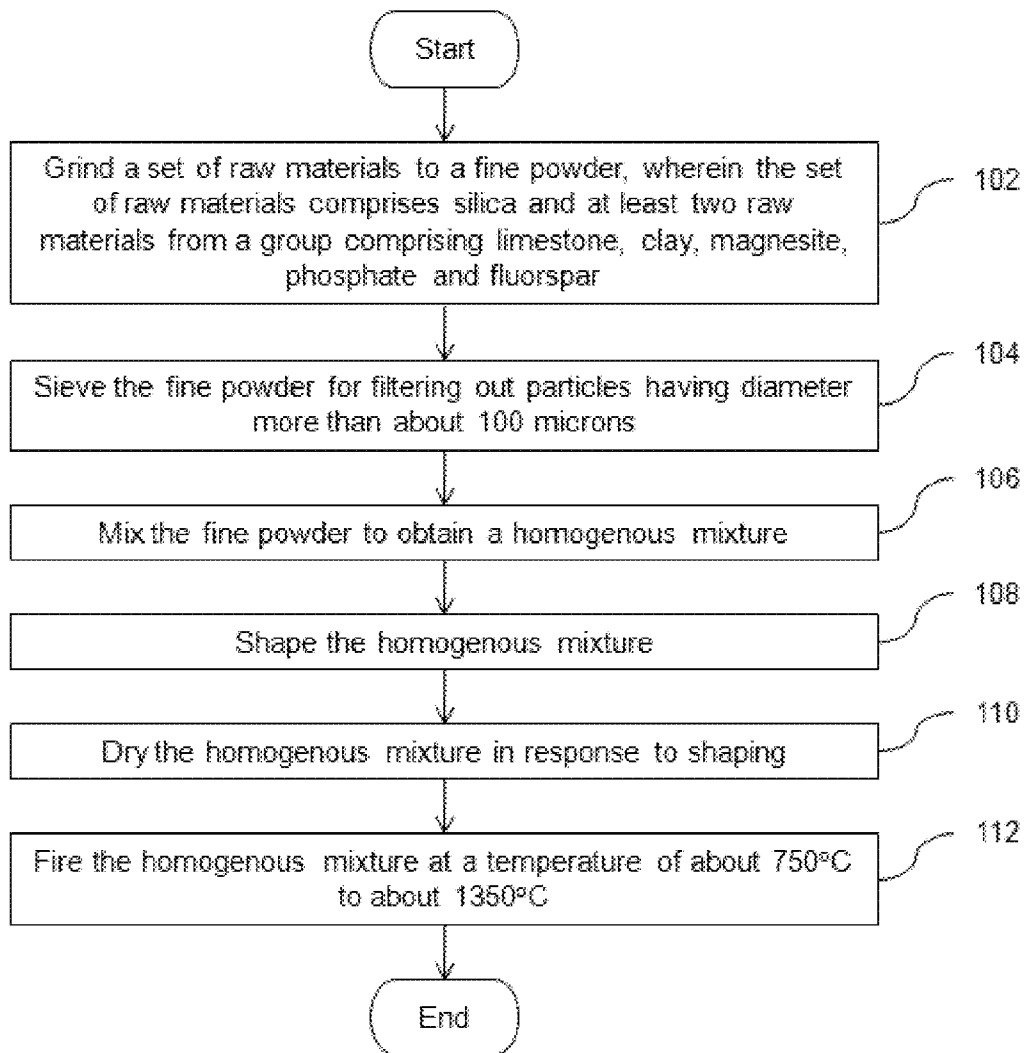 Start
Grind a set of raw materials to a fine powder, wherein the set
of raw materials comprises silica and at least two raw
materials from a group comprising limestone, clay, magnesite,
phosphate and fluorspar
102
Sieve the fine powder for filtering out particles having diameter
more than about 100 microns
104
Mix the fine powder to obtain a homogenous mixture
106
Shape the homogenous mixture
108
Dry the homogenous mixture in response to shaping
110
Fire the homogenous mixture at a temperature of about 750°C
to about 1350°C
112
End